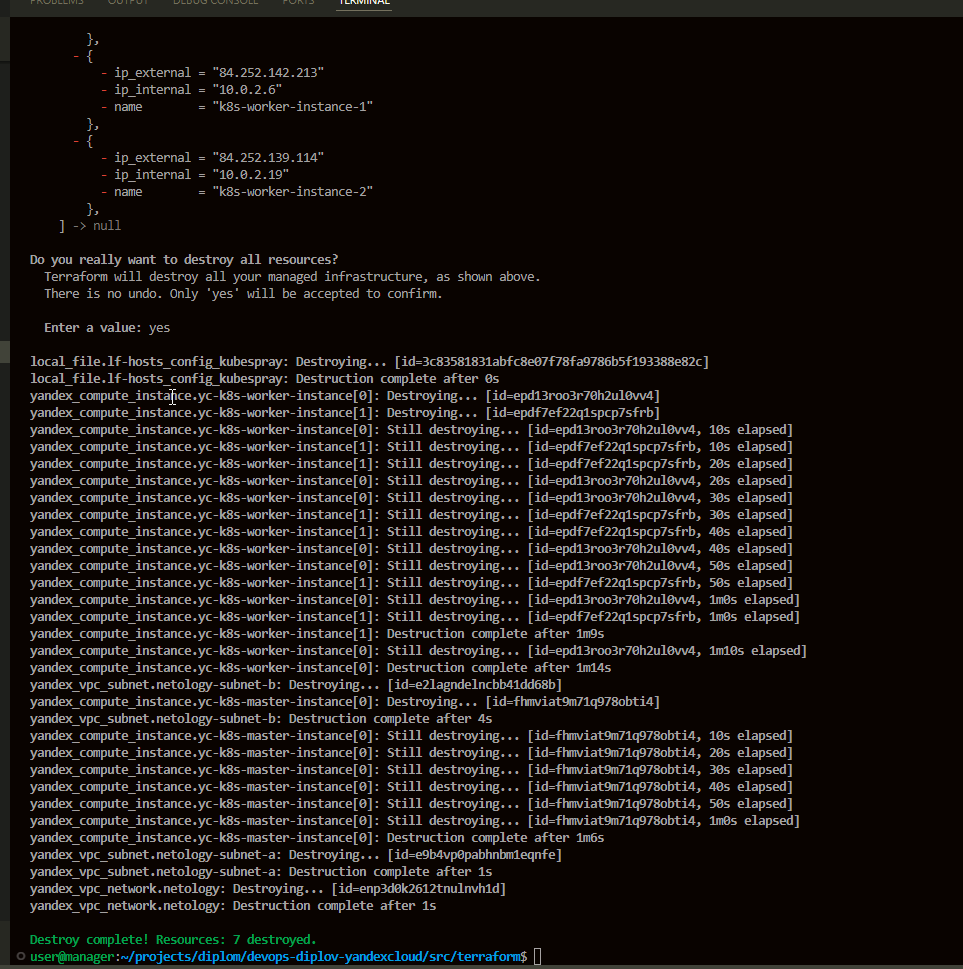 PROBLEMS OUTPUT DEBUG CONSOLE PORTS TERMINAL
},
- {
- ip_external = "84.252.142.213"
- ip_internal = "10.0.2.6"
- name = "k8s-worker-instance-1"
},
- {
- ip_external = "84.252.139.114"
- ip_internal = "10.0.2.19"
- name = "k8s-worker-instance-2"
},
] -> null
Do you really want to destroy all resources?
Terraform will destroy all your managed infrastructure, as shown above.
There is no undo. Only 'yes' will be accepted to confirm.
Enter a value: yes
local_file.lf-hosts_config_kubespray: Destroying... [id=3c83581831abfc8e07f78fa9786b5f193388e82c]
local_file.lf-hosts_config_kubespray: Destruction complete after 0s
yandex_compute_instance.yc-k8s-worker-instance[0]: Destroying... [id=epd13roo3r70h2ul0vv4]
yandex_compute_instance.yc-k8s-worker-instance[1]: Destroying... [id=epdf7ef22q1spcp7sfrb]
yandex_compute_instance.yc-k8s-worker-instance[0]: Still destroying... [id=epd13roo3r70h2ul0vv4, 10s elapsed]
yandex_compute_instance.yc-k8s-worker-instance[1]: Still destroying... [id=epdf7ef22q1spcp7sfrb, 10s elapsed]
yandex_compute_instance.yc-k8s-worker-instance[1]: Still destroying... [id=epdf7ef22q1spcp7sfrb, 20s elapsed]
yandex_compute_instance.yc-k8s-worker-instance[0]: Still destroying... [id=epd13roo3r70h2ul0vv4, 20s elapsed]
yandex_compute_instance.yc-k8s-worker-instance[0]: Still destroying... [id=epd13roo3r70h2ul0vv4, 30s elapsed]
yandex_compute_instance.yc-k8s-worker-instance[1]: Still destroying... [id=epdf7ef22q1spcp7sfrb, 30s elapsed]
yandex_compute_instance.yc-k8s-worker-instance[1]: Still destroying... [id=epdf7ef22q1spcp7sfrb, 40s elapsed]
yandex_compute_instance.yc-k8s-worker-instance[0]: Still destroying... [id=epd13roo3r70h2ul0vv4, 40s elapsed]
yandex_compute_instance.yc-k8s-worker-instance[0]: Still destroying... [id=epd13roo3r70h2ul0vv4, 50s elapsed]
yandex_compute_instance.yc-k8s-worker-instance[1]: Still destroying... [id=epdf7ef22q1spcp7sfrb, 50s elapsed]
yandex_compute_instance.yc-k8s-worker-instance[0]: Still destroying... [id=epd13roo3r70h2ul0vv4, 1m0s elapsed]
yandex_compute_instance.yc-k8s-worker-instance[1]: Still destroying... [id=epdf7ef22q1spcp7sfrb, 1m0s elapsed]
yandex_compute_instance.yc-k8s-worker-instance[1]: Destruction complete after 1m9s
yandex_compute_instance.yc-k8s-worker-instance[0]: Still destroying... [id=epd13roo3r70h2ul0vv4, 1m10s elapsed]
yandex_compute_instance.yc-k8s-worker-instance[0]: Destruction complete after 1m14s
yandex_vpc_subnet.netology-subnet-b: Destroying... [id=e2lagndelncbb41dd68b]
yandex_compute_instance.yc-k8s-master-instance[0]: Destroying... [id=fhmviat9m71q978obti4]
yandex_vpc_subnet.netology-subnet-b: Destruction complete after 4s
yandex_compute_instance.yc-k8s-master-instance[0]: Still destroying... [id=fhmviat9m71q978obti4, 10s elapsed]
yandex_compute_instance.yc-k8s-master-instance[0]: Still destroying... [id=fhmviat9m71q978obti4, 20s elapsed]
yandex_compute_instance.yc-k8s-master-instance[0]: Still destroying... [id=fhmviat9m71q978obti4, 30s elapsed]
yandex_compute_instance.yc-k8s-master-instance[0]: Still destroying... [id=fhmviat9m71q978obti4, 40s elapsed]
yandex_compute_instance.yc-k8s-master-instance[0]: Still destroying... [id=fhmviat9m71q978obti4, 50s elapsed]
yandex_compute_instance.yc-k8s-master-instance[0]: Still destroying... [id=fhmviat9m71q978obti4, 1m0s elapsed]
yandex_compute_instance.yc-k8s-master-instance[0]: Destruction complete after 1m6s
yandex_vpc_subnet.netology-subnet-a: Destroying... [id=e9b4vp0pabhnbm1eqnfe]
yandex_vpc_subnet.netology-subnet-a: Destruction complete after 1s
yandex_vpc_network.netology: Destroying... [id=enp3d0k2612tnulnvh1d]
yandex_vpc_network.netology: Destruction complete after 1s
Destroy complete! Resources: 7 destroyed.
user@manager:~/projects/diplom/devops-diplov-yandexcloud/src/terraform$